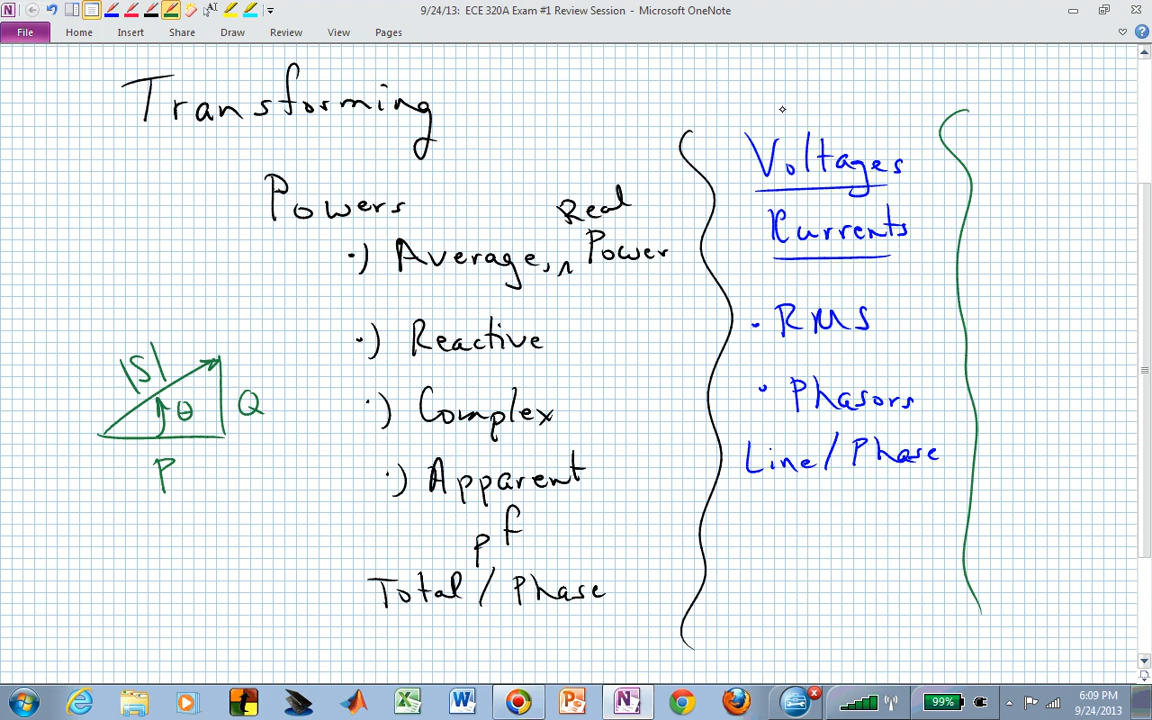 9/24/13: ECE 320A Exam #1 Review Session - Microsoft OneNote
File Home Insert Share Draw Review View Pages
Transforming
Powers
Real
•) Average, ʌ Power
•) Reactive
•) Complex
•) Apparent
pf
Total / Phase
|S|
θ
Q
P
Voltages
Currents
• RMS
• Phasors
Line / Phase
99%
6:09 PM
9/24/2013